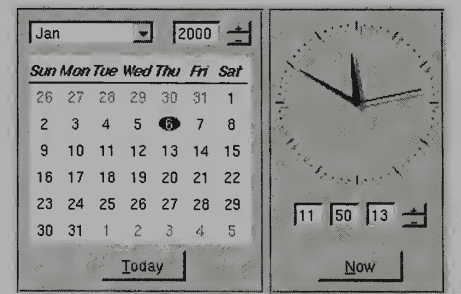 Jan 2000
Sun Mon Tue Wed Thu Fri Sat
26 27 28 29 30 31 1
2 3 4 5 6 7 8
9 10 11 12 13 14 15
16 17 18 19 20 21 22
23 24 25 26 27 28 29
30 31 1 2 3 4 5
Today
11 50 13
Now